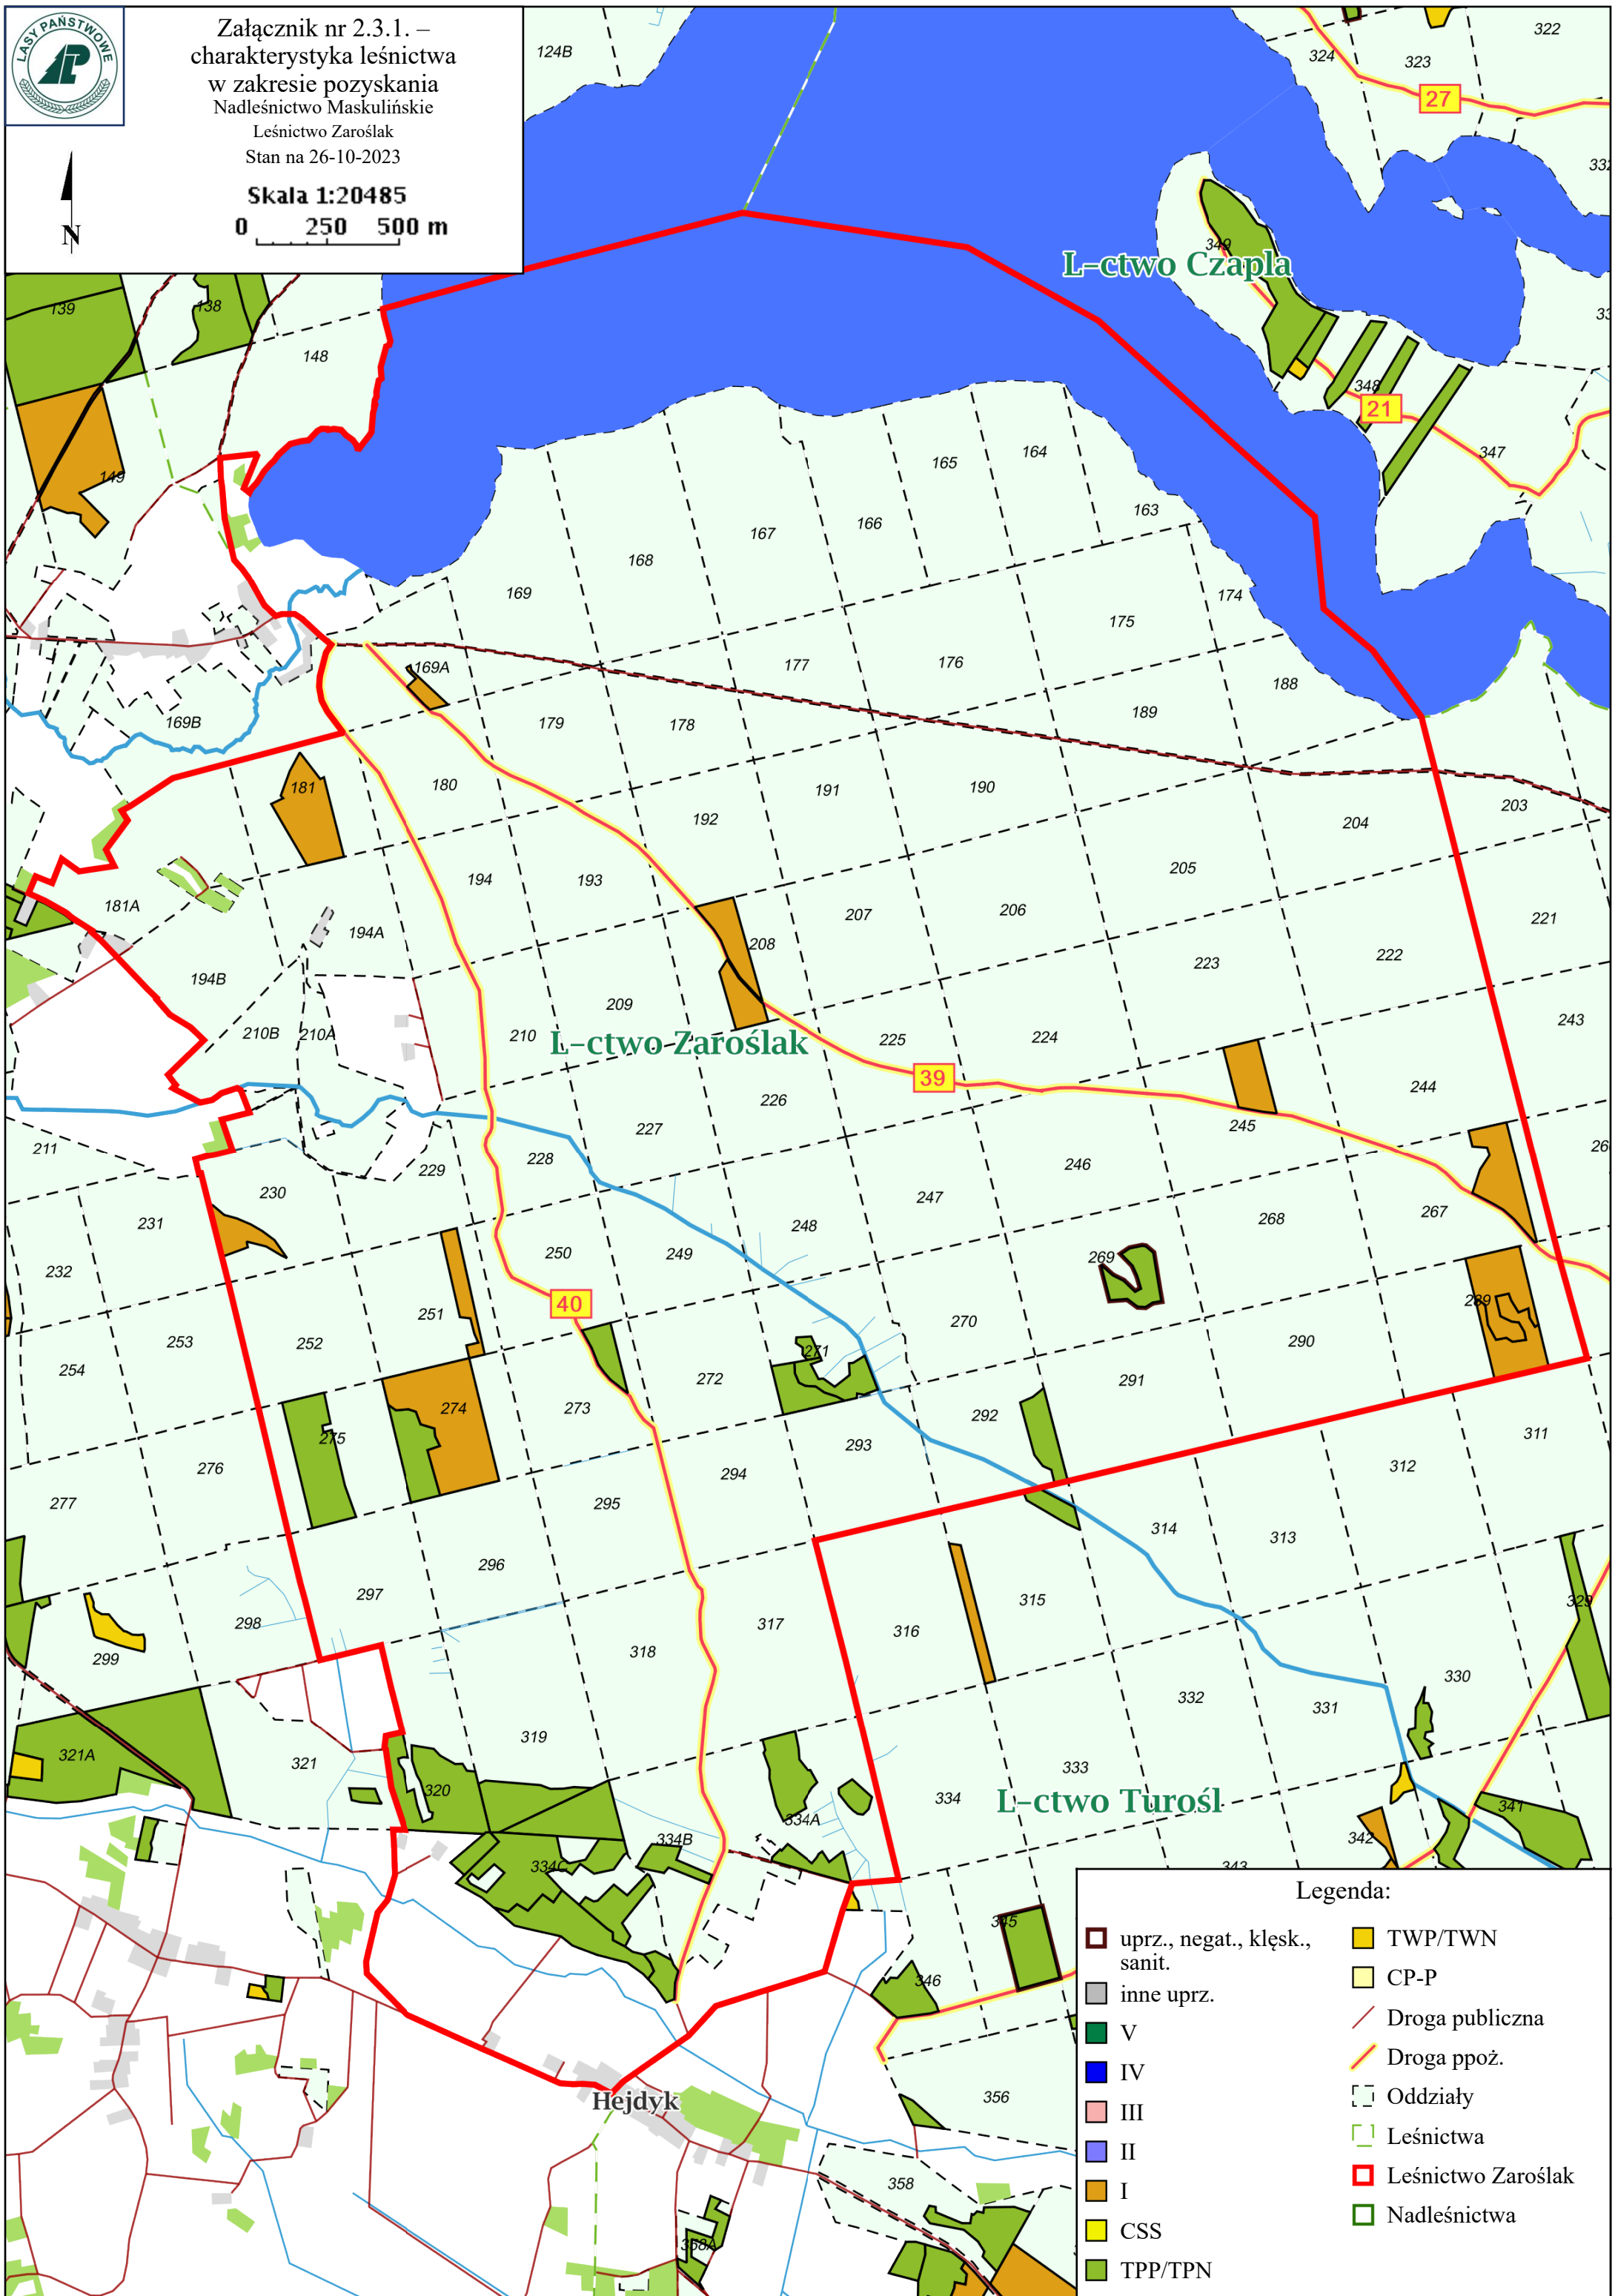 LASY PAŃSTWOWE
Załącznik nr 2.3.1. –
charakterystyka leśnictwa
w zakresie pozyskania
Nadleśnictwo Maskulińskie
Leśnictwo Zaroślak
Stan na 26-10-2023
Skala 1:20485
0 250 500 m
N
124B
322
324
323
27
332
139
138
148
349
L-ctwo Czapla
33
348
21
347
149
165
164
163
166
167
168
169
174
175
176
177
169A
188
189
178
179
169B
180
181
190
191
192
203
204
205
193
194
181A
194A
206
207
208
221
222
223
194B
209
210
210B
210A
L-ctwo Zaroślak
224
225
243
39
244
226
227
245
211
228
229
246
26
230
231
247
267
268
248
249
250
269
232
251
252
253
254
40
270
271
289
290
272
273
274
275
291
292
293
276
277
294
295
311
312
313
314
296
297
298
299
315
316
317
318
329
330
331
332
319
320
321
321A
333
334
L-ctwo Turośl
334A
334B
334C
341
342
343
345
346
356
Hejdyk
358
358A
Legenda:
uprz., negat., klęsk.,
sanit.
inne uprz.
V
IV
III
II
I
CSS
TPP/TPN
TWP/TWN
CP-P
Droga publiczna
Droga ppoż.
Oddziały
Leśnictwa
Leśnictwo Zaroślak
Nadleśnictwa